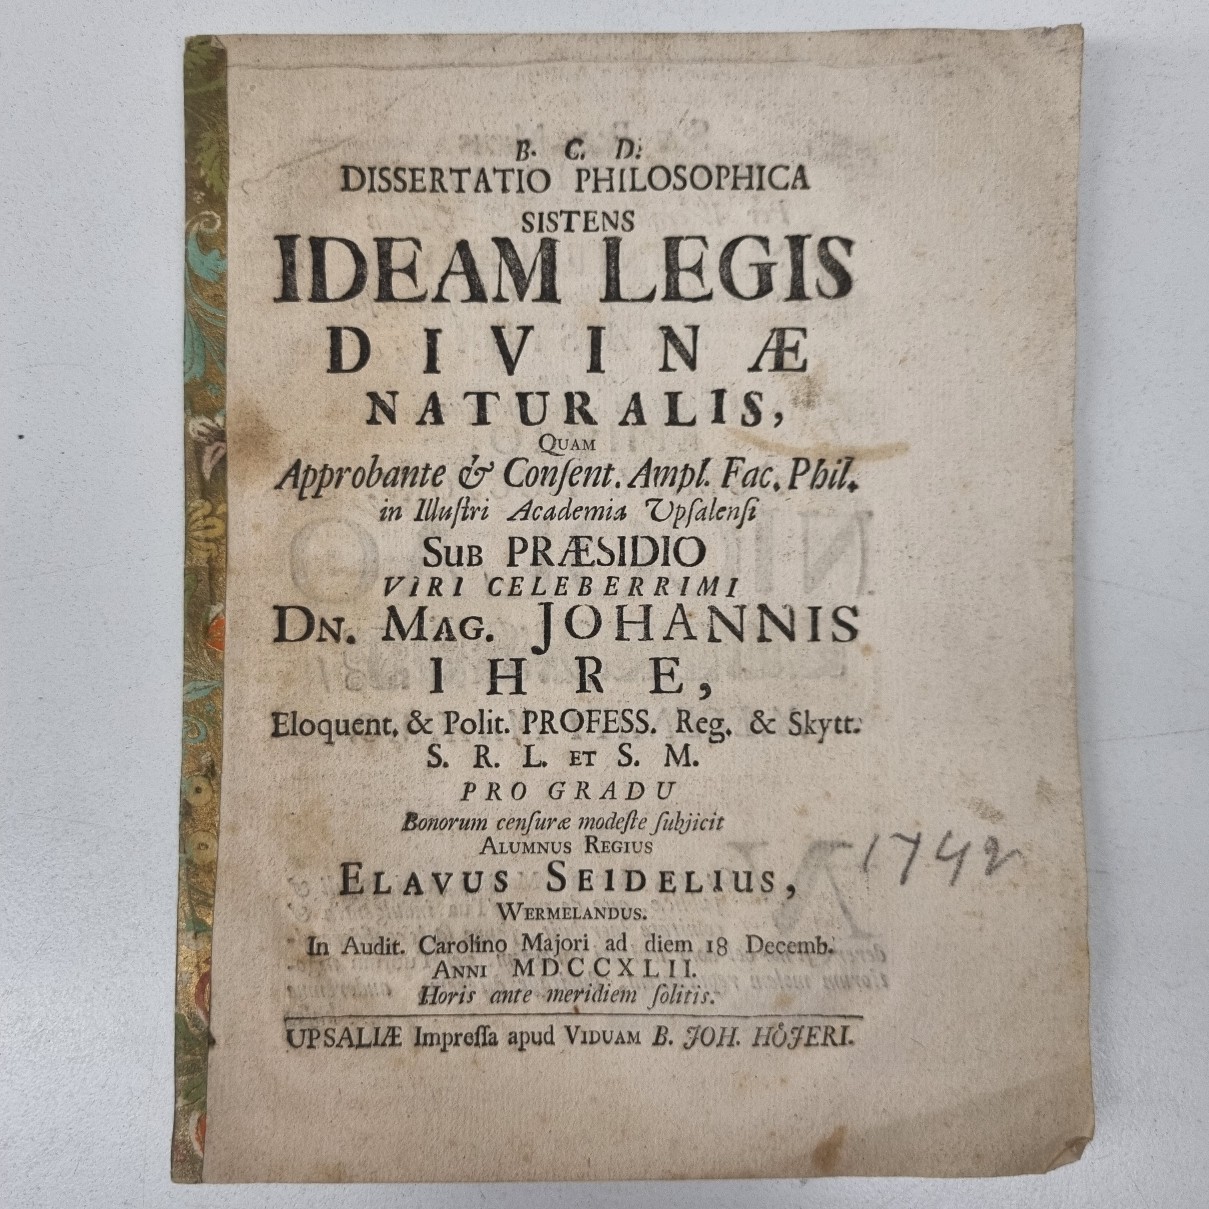 B. C. D.
DISSERTATIO PHILOSOPHICA
SISTENS
IDEAM LEGIS
DIVINÆ
NATURALIS,
QUAM
Approbante & Conſent. Ampl. Fac. Phil.
in Illuſtri Academia Upſalenſi
SUB PRÆSIDIO
VIRI CELEBERRIMI
DN. MAG. JOHANNIS
IHRE,
Eloquent. & Polit. PROFESS. Reg. & Skytt.
S. R. L. ET S. M.
PRO GRADU
Bonorum cenſuræ modeſte ſubjicit
ALUMNUS REGIUS
ELAVUS SEIDELIUS,
WERMELANDUS.
1742
In Audit. Carolino Majori ad diem 18 Decemb.
ANNI MDCCXLII.
Horis ante meridiem ſolitis.
UPSALIÆ Impreſſa apud VIDUAM B. JOH. HÖJERI.